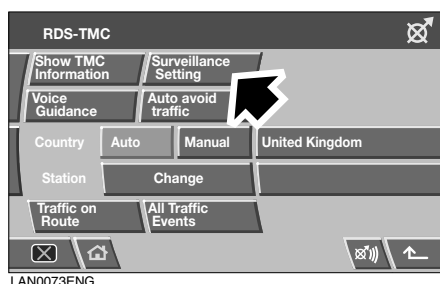 RDS-TMC
Show TMC Information
Surveillance Setting
Voice Guidance
Auto avoid traffic
Country
Auto
Manual
United Kingdom
Station
Change
Traffic on Route
All Traffic Events
LAN0073ENG